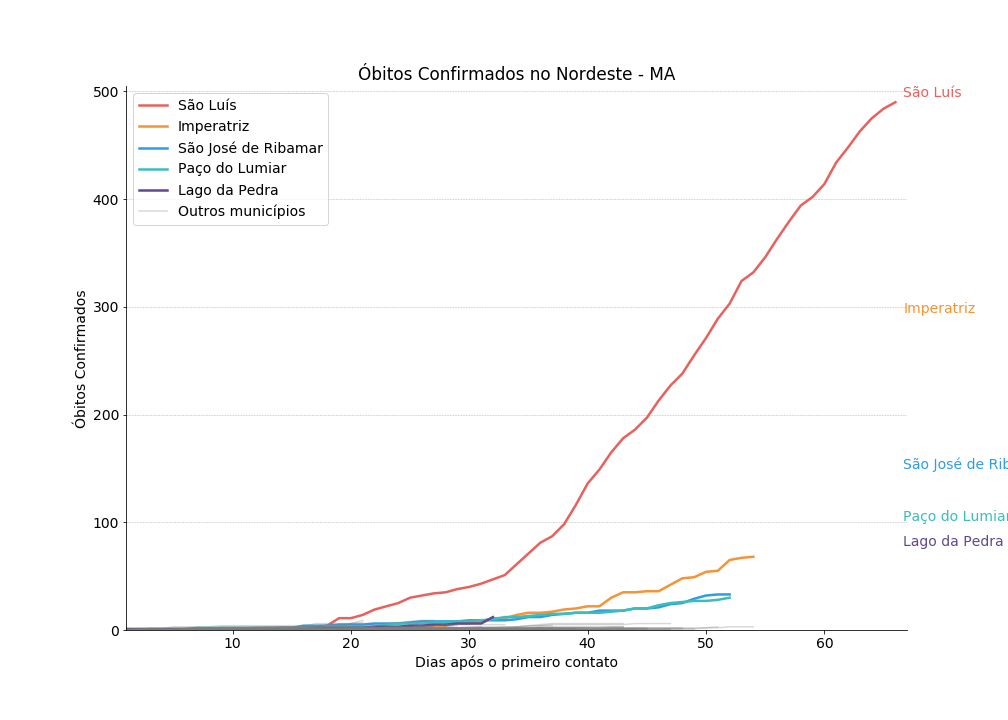 Óbitos Confirmados no Nordeste - MA
São Luís
Imperatriz
São José de Ribamar
Paço do Lumiar
Lago da Pedra
Outros municípios
500
400
300
200
100
0
Óbitos Confirmados
10
20
30
40
50
60
Dias após o primeiro contato
São Luís
Imperatriz
São José de Rib
Paço do Lumiar
Lago da Pedra